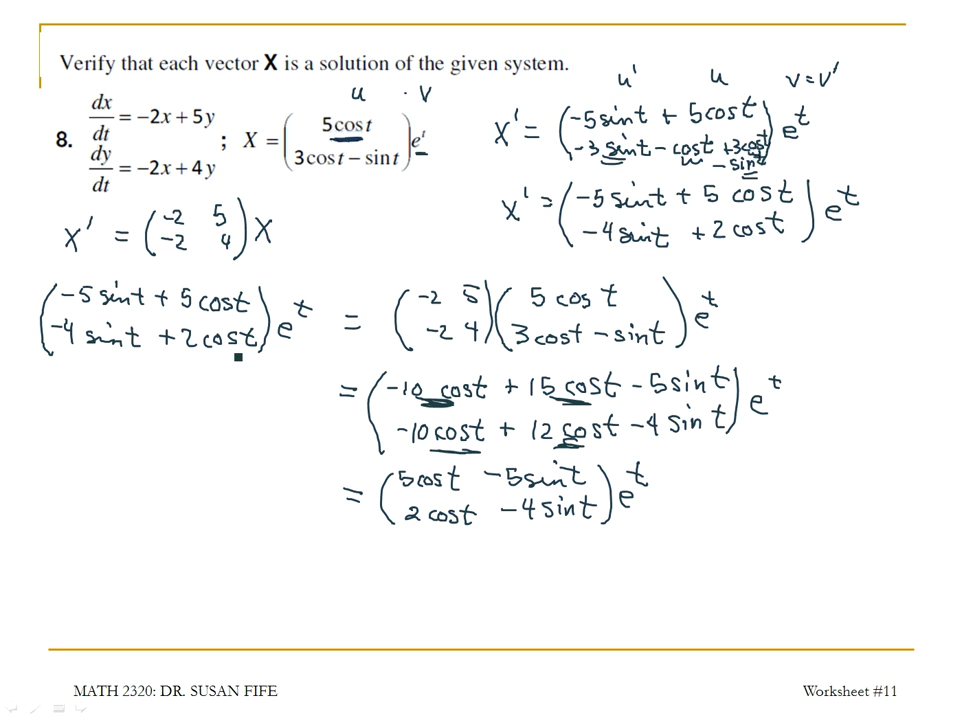 Verify that each vector X is a solution of the given system.
8. dx/dt = -2x + 5y
dy/dt = -2x + 4y ; X = ( 5cos t
3cos t - sin t ) e^t
u · v
u' u v = v'
X' = ( -5 sin t + 5 cos t
-3 sin t - cos t + 3 cos t - sin t ) e^t
X' = ( -5 sin t + 5 cos t
-4 sin t + 2 cos t ) e^t
X' = ( -2 5
-2 4 ) X
( -5 sin t + 5 cos t
-4 sin t + 2 cos t ) e^t = ( -2 5
-2 4 ) ( 5 cos t
3 cos t - sin t ) e^t
= ( -10 cos t + 15 cos t - 5 sin t
-10 cos t + 12 cos t - 4 sin t ) e^t
= ( 5 cos t - 5 sin t
2 cos t - 4 sin t ) e^t
MATH 2320: DR. SUSAN FIFE
Worksheet #11